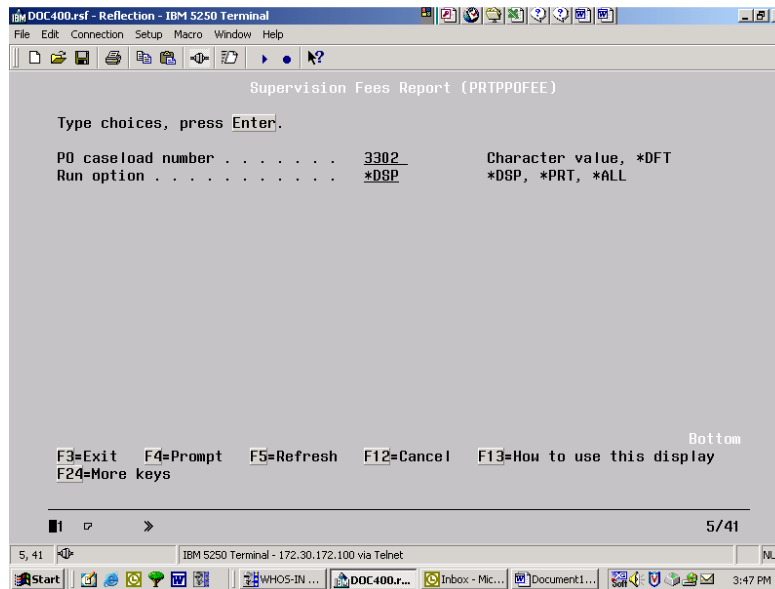 DOC400.rsf - Reflection - IBM 5250 Terminal
File Edit Connection Setup Macro Window Help
Supervision Fees Report (PRTPPOFEE)
Type choices, press Enter.
PO caseload number . . . . . . . 3302 Character value, *DFT
Run option . . . . . . . . . . . *DSP *DSP, *PRT, *ALL
Bottom
F3=Exit F4=Prompt F5=Refresh F12=Cancel F13=How to use this display
F24=More keys
1 5/41
5, 41 IBM 5250 Terminal - 172.30.172.100 via Telnet NU
Start WHOS-IN ... DOC400.r... Inbox - Mic... Document1... 3:47 PM